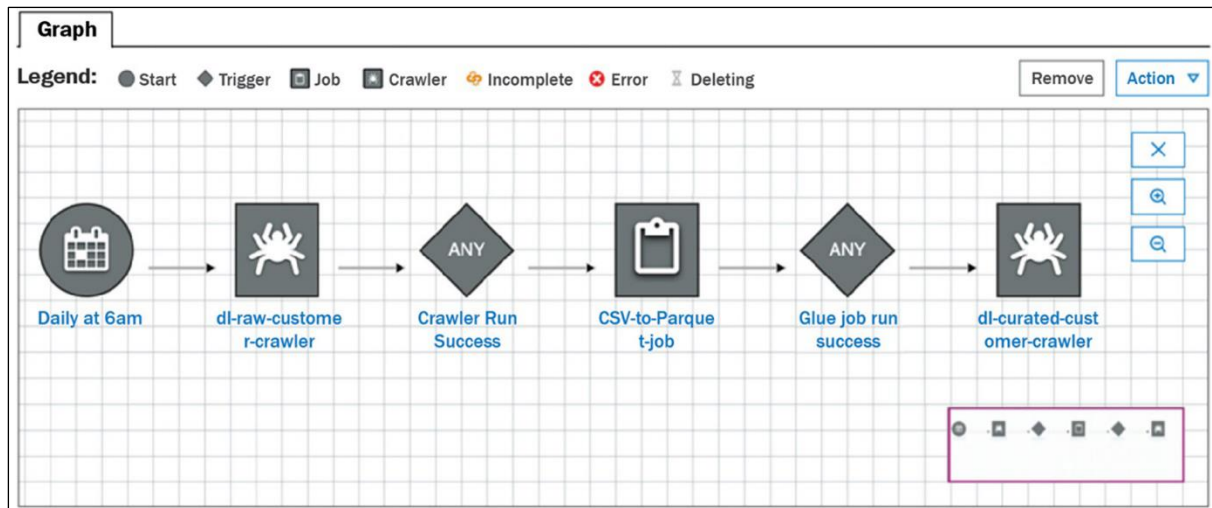 Graph
Legend: Start Trigger Job Crawler Incomplete Error Deleting
Remove Action
ANY ANY
Daily at 6am dl-raw-custome Crawler Run CSV-to-Parque Glue job run dl-curated-cust
r-crawler Success t-job success omer-crawler